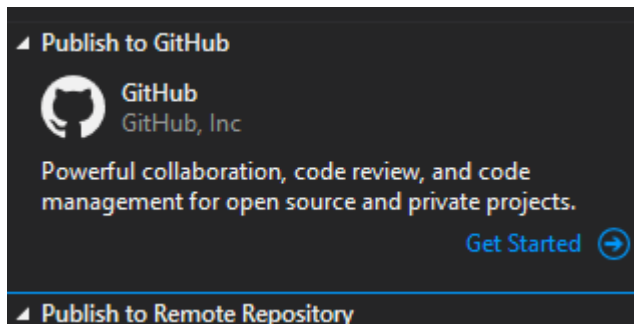 Publish to GitHub
GitHub
GitHub, Inc
Powerful collaboration, code review, and code
management for open source and private projects.
Get Started
Publish to Remote Repository